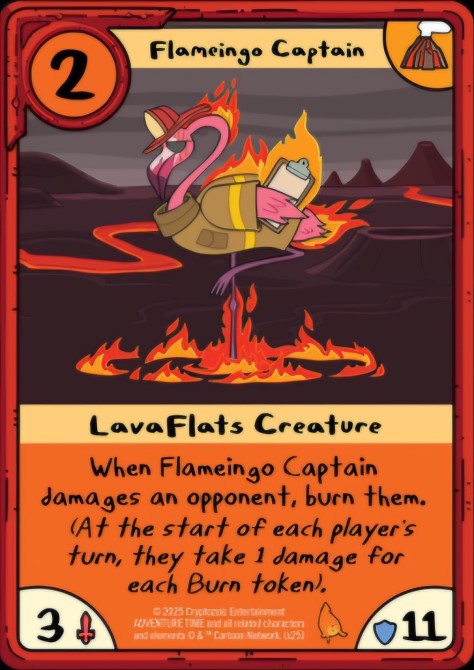 2
Flameingo Captain
LavaFlats Creature
When Flameingo Captain
damages an opponent, burn them.
(At the start of each player's
turn, they take 1 damage for
each Burn token).
© 2025 Cryptozoic Entertainment
ADVENTURE TIME and all related characters
and elements © & ™ Cartoon Network. (s25)
3
11